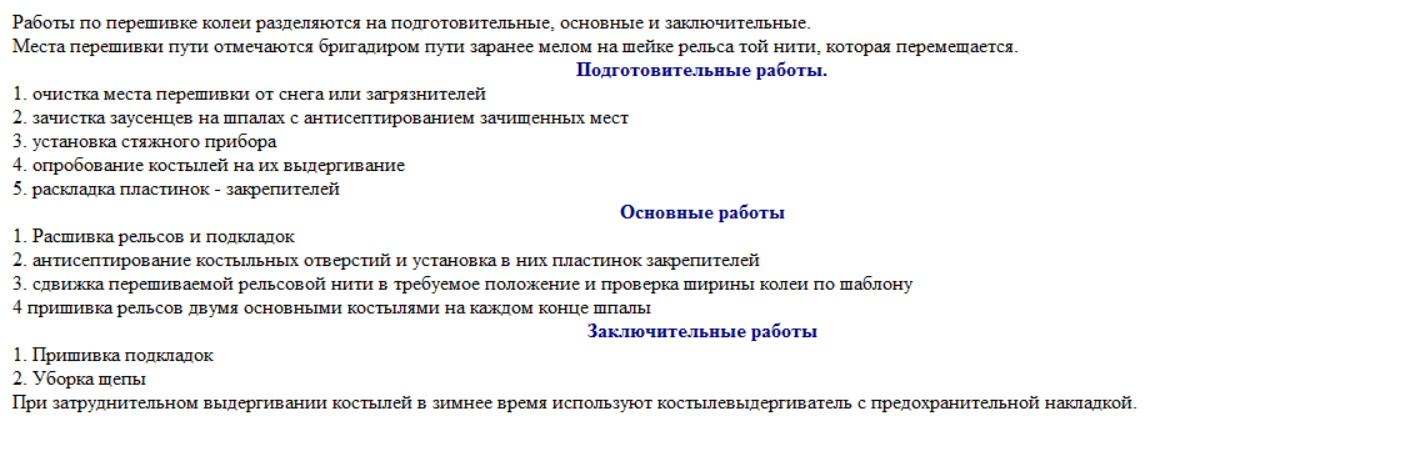 Работы по перешивке колеи разделяются на подготовительные, основные и заключительные.
Места перешивки пути отмечаются бригадиром пути заранее мелом на шейке рельса той нити, которая перемещается.
Подготовительные работы.
1. очистка места перешивки от снега или загрязнителей
2. зачистка заусенцев на шпалах с антисептированием зачищенных мест
3. установка стяжного прибора
4. опробование костылей на их выдергивание
5. раскладка пластинок - закрепителей
Основные работы
1. Расшивка рельсов и подкладок
2. антисептирование костыльных отверстий и установка в них пластинок закрепителей
3. сдвижка перешиваемой рельсовой нити в требуемое положение и проверка ширины колеи по шаблону
4 пришивка рельсов двумя основными костылями на каждом конце шпалы
Заключительные работы
1. Пришивка подкладок
2. Уборка щепы
При затруднительном выдергивании костылей в зимнее время используют костылевыдергиватель с предохранительной накладкой.